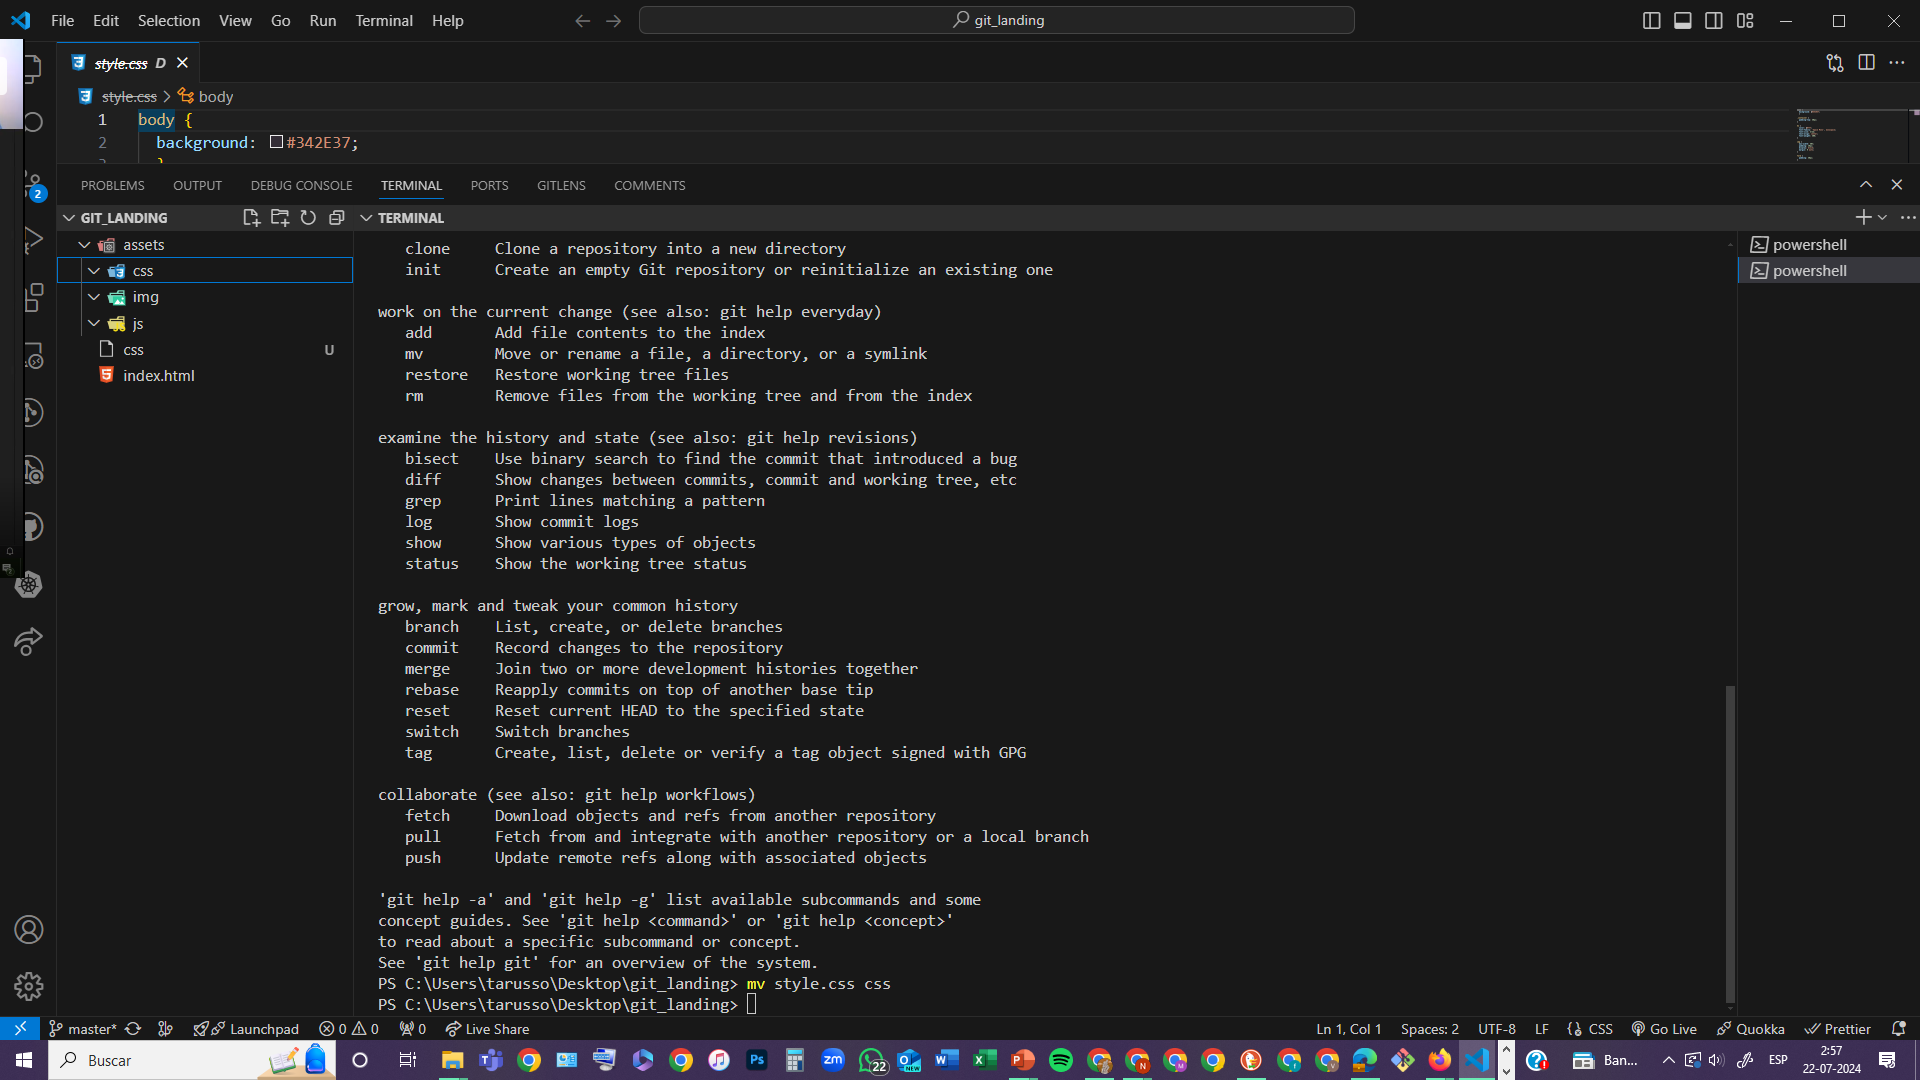 File Edit Selection View Go Run Terminal Help
git_landing
style.css D
style.css > body
1 body {
2 background: #342E37;
3 }
2
PROBLEMS OUTPUT DEBUG CONSOLE TERMINAL PORTS GITLENS COMMENTS
GIT_LANDING
assets
css
img
js
css U
index.html
TERMINAL
clone Clone a repository into a new directory
init Create an empty Git repository or reinitialize an existing one
work on the current change (see also: git help everyday)
add Add file contents to the index
mv Move or rename a file, a directory, or a symlink
restore Restore working tree files
rm Remove files from the working tree and from the index
examine the history and state (see also: git help revisions)
bisect Use binary search to find the commit that introduced a bug
diff Show changes between commits, commit and working tree, etc
grep Print lines matching a pattern
log Show commit logs
show Show various types of objects
status Show the working tree status
grow, mark and tweak your common history
branch List, create, or delete branches
commit Record changes to the repository
merge Join two or more development histories together
rebase Reapply commits on top of another base tip
reset Reset current HEAD to the specified state
switch Switch branches
tag Create, list, delete or verify a tag object signed with GPG
collaborate (see also: git help workflows)
fetch Download objects and refs from another repository
pull Fetch from and integrate with another repository or a local branch
push Update remote refs along with associated objects
'git help -a' and 'git help -g' list available subcommands and some
concept guides. See 'git help <command>' or 'git help <concept>'
to read about a specific subcommand or concept.
See 'git help git' for an overview of the system.
PS C:\Users\tarusso\Desktop\git_landing> mv style.css css
PS C:\Users\tarusso\Desktop\git_landing>
powershell
powershell
master* Launchpad 0 0 0 Live Share
Ln 1, Col 1 Spaces: 2 UTF-8 LF {} CSS Go Live Quokka Prettier
Buscar
22
Ban...
ESP
2:57
22-07-2024